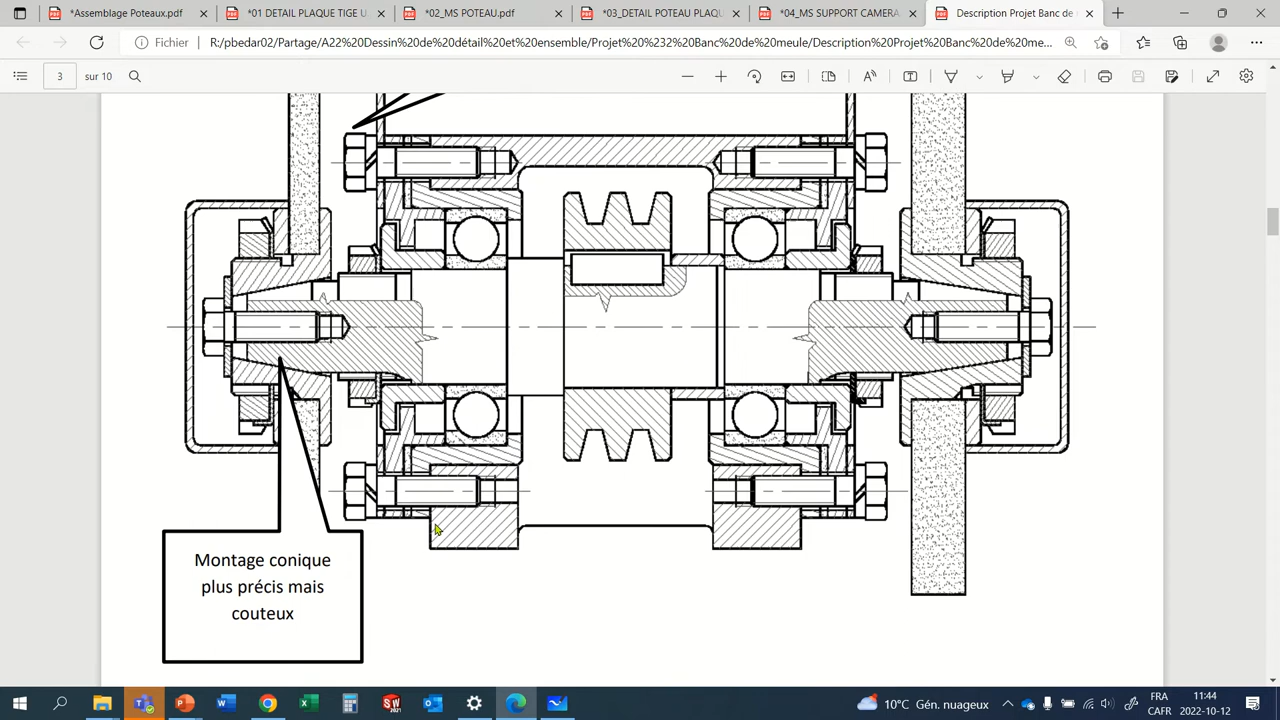 *Assemblage Poteaux.pdf
*01 DETAIL PLAQUE TIGE U
*02_MS POTEAU.pdf
*03_DETAIL POTEAU PLAQU
*04_MS SUPPORT CAMERA.
Description Projet Banc de
Fichier
R:/pbedar02/Partage/A22%20Dessin%20de%20détail%20et%20ensemble/Projet%20%232%20Banc%20de%20meule/Description%20Projet%20Banc%20de%20me...
3
sur 10
Montage conique
plus précis mais
couteux
10°C Gén. nuageux
FRA
CAFR
11:44
2022-10-12